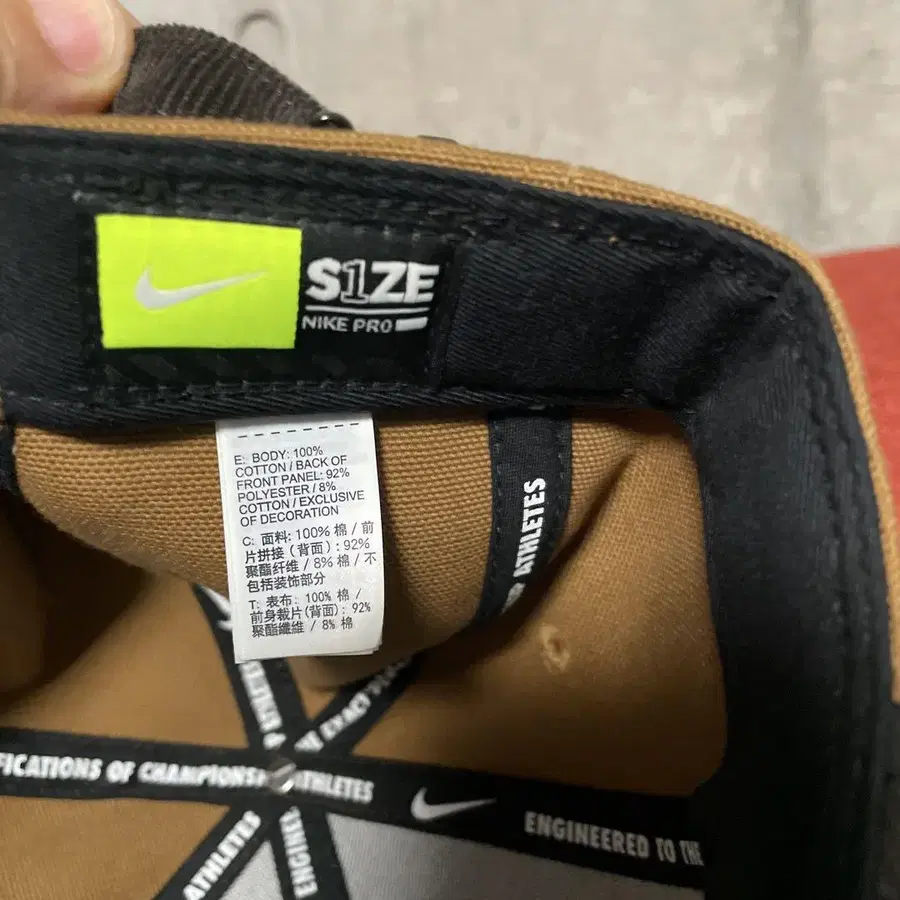 S1ZE
NIKE PRO
E: BODY: 100%
COTTON / BACK OF
FRONT PANEL: 92%
POLYESTER / 8%
COTTON / EXCLUSIVE
OF DECORATION
C: 面料: 100% 棉 / 前
片拼接（背面）: 92%
聚酯纤维 / 8% 棉 / 不
包括装饰部分
T: 表布: 100% 棉 /
前身裁片(背面): 92%
聚酯纖維 / 8% 棉
ATHLETES
& ATHLETES
EXACT
OF CHAMPIONS
ATHLETES
ENGINEERED TO THE
ATHLETES